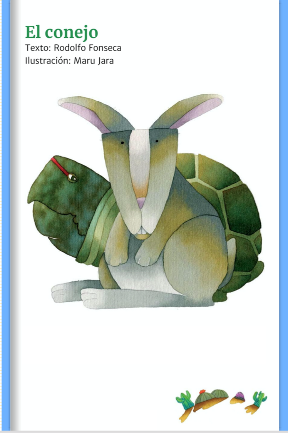 El conejo
Texto: Rodolfo Fonseca
Ilustración: Maru Jara